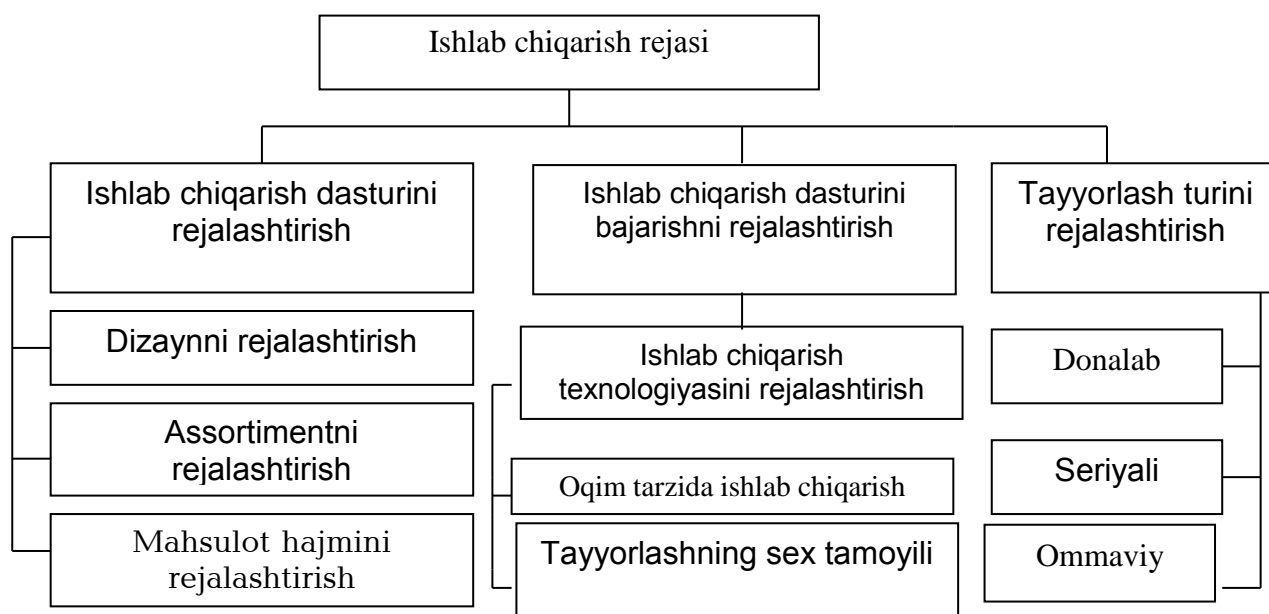 Ishlab chiqarish rejasi
Ishlab chiqarish dasturini
rejalashtirish
Dizaynni rejalashtirish
Assortimentni
rejalashtirish
Mahsulot hajmini
rejalashtirish
Ishlab chiqarish dasturini
bajarishni rejalashtirish
Ishlab chiqarish
texnologiyasini rejalashtirish
Oqim tarzida ishlab chiqarish
Tayyorlashning sex tamoyili
Tayyorlash turini
rejalashtirish
Donalab
Seriyali
Ommaviy